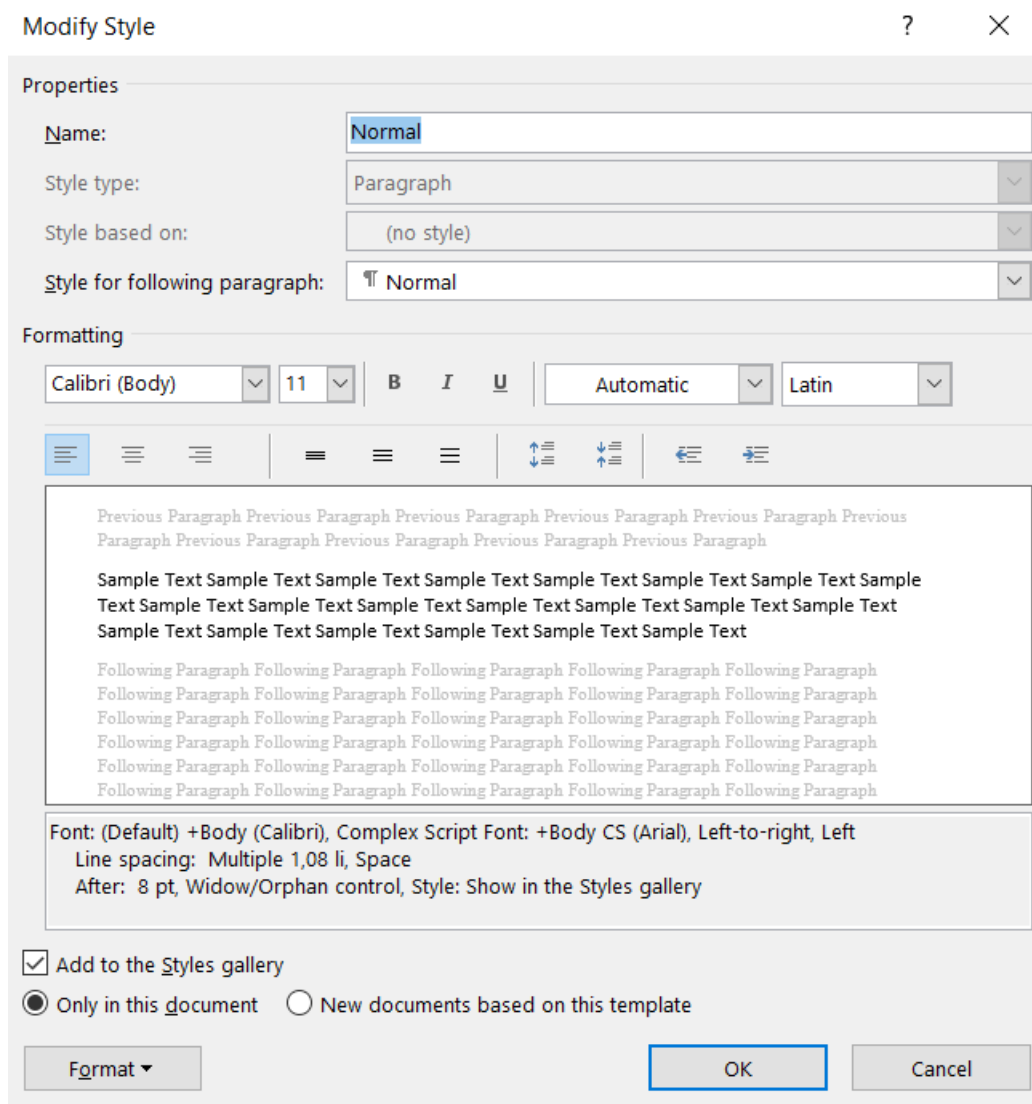 Modify Style ?
Properties
Name: Normal
Style type: Paragraph
Style based on: (no style)
Style for following paragraph: ¶ Normal
Formatting
Calibri (Body) 11 B I U Automatic Latin
Previous Paragraph Previous Paragraph Previous Paragraph Previous Paragraph Previous Paragraph Previous
Paragraph Previous Paragraph Previous Paragraph Previous Paragraph Previous Paragraph
Sample Text Sample Text Sample Text Sample Text Sample Text Sample Text Sample Text Sample
Text Sample Text Sample Text Sample Text Sample Text Sample Text Sample Text Sample Text
Sample Text Sample Text Sample Text Sample Text Sample Text Sample Text
Following Paragraph Following Paragraph Following Paragraph Following Paragraph Following Paragraph
Following Paragraph Following Paragraph Following Paragraph Following Paragraph Following Paragraph
Following Paragraph Following Paragraph Following Paragraph Following Paragraph Following Paragraph
Following Paragraph Following Paragraph Following Paragraph Following Paragraph Following Paragraph
Following Paragraph Following Paragraph Following Paragraph Following Paragraph Following Paragraph
Following Paragraph Following Paragraph Following Paragraph Following Paragraph Following Paragraph
Font: (Default) +Body (Calibri), Complex Script Font: +Body CS (Arial), Left-to-right, Left
Line spacing: Multiple 1,08 li, Space
After: 8 pt, Widow/Orphan control, Style: Show in the Styles gallery
Add to the Styles gallery
Only in this document New documents based on this template
Format OK Cancel